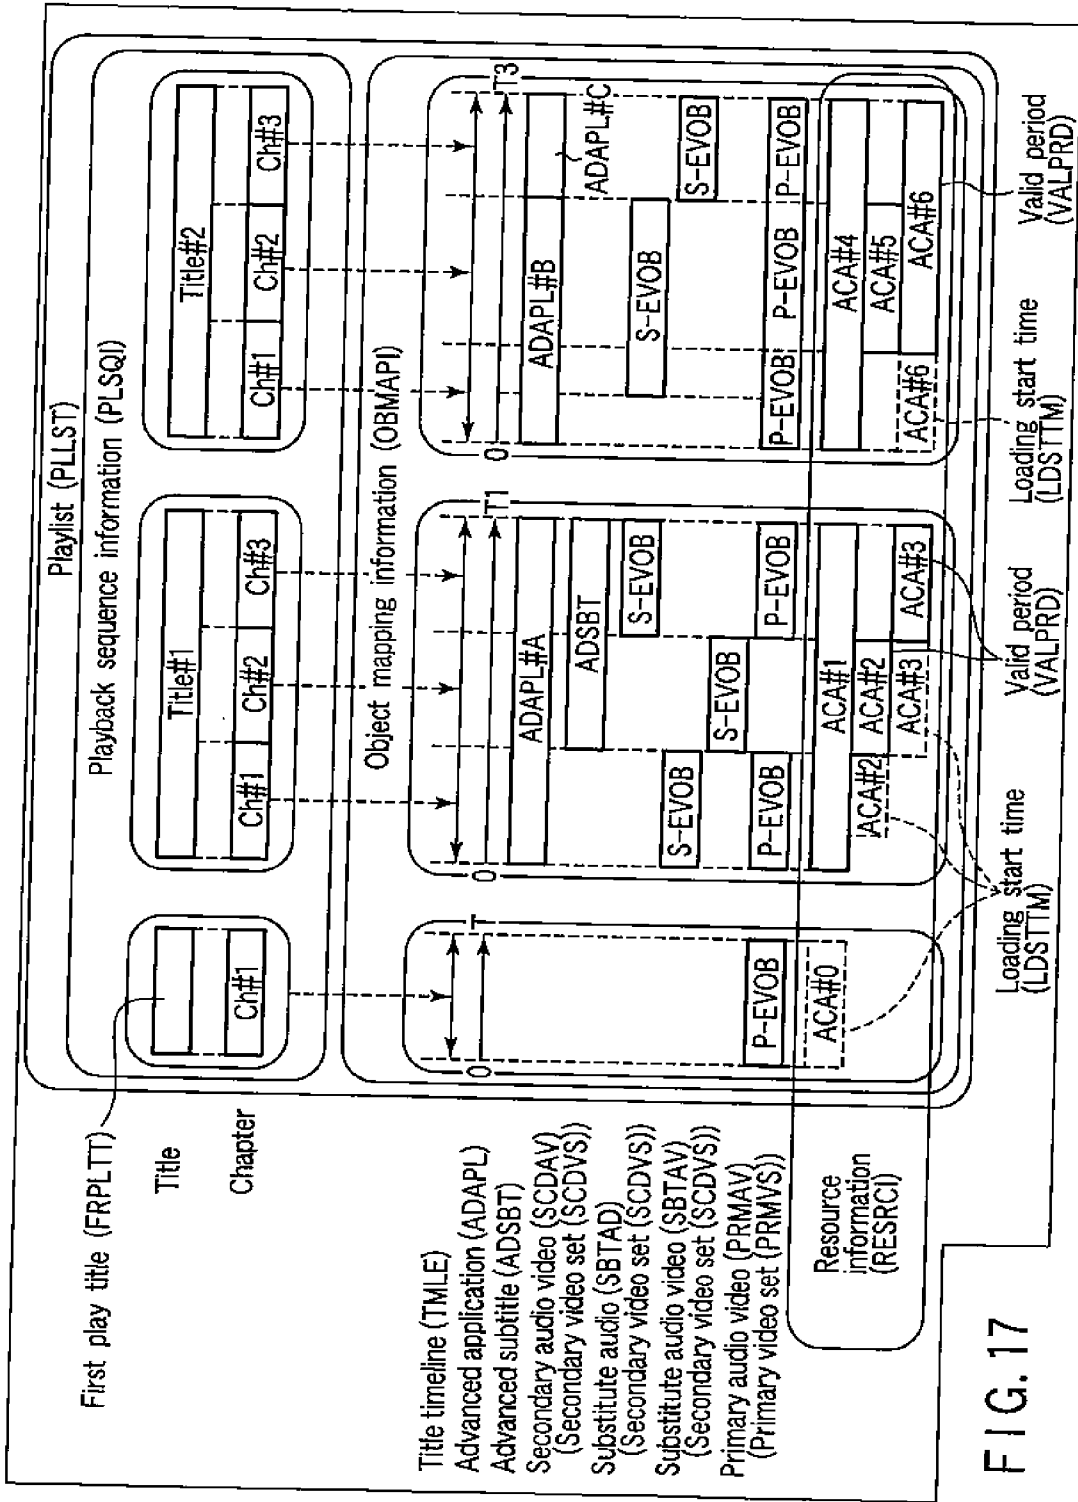 Playlist (PLLST)
Playback sequence information (PLSQI)
First play title (FRPLTT)
Title
Title#1
Title#2
Chapter
Ch#1
Ch#1
Ch#2
Ch#3
Ch#1
Ch#2
Ch#3
Object mapping information (OBMAPI)
Title timeline (TMLE)
Advanced application (ADAPL)
Advanced subtitle (ADSBT)
Secondary audio video (SCDAV)
(Secondary video set (SCDVS))
Substitute audio (SBTAD)
(Secondary video set (SCDVS))
Substitute audio video (SBTAV)
(Secondary video set (SCDVS))
Primary audio video (PRMAV)
(Primary video set (PRMVS))
0
T
P-EVOB
ACA#0
0
T1
ADAPL#A
ADSBT
S-EVOB
S-EVOB
S-EVOB
P-EVOB
P-EVOB
ACA#1
ACA#2
ACA#2
ACA#3
ACA#3
0
T3
ADAPL#B
ADAPL#C
S-EVOB
S-EVOB
P-EVOB
P-EVOB
P-EVOB
ACA#4
ACA#5
ACA#6
ACA#6
Resource
information
(RESRCI)
Loading start time
(LDSTTM)
Valid period
(VALPRD)
Loading start time
(LDSTTM)
Valid period
(VALPRD)
FIG. 17